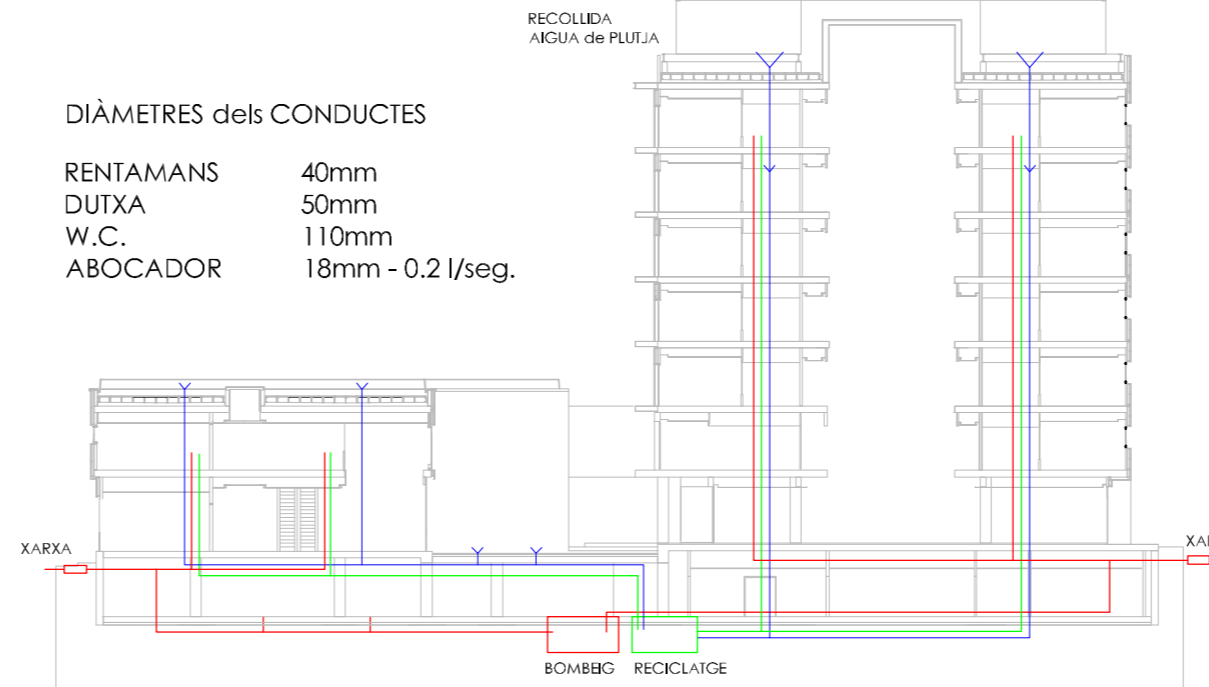 RECOLLIDA
AIGUA de PLUTJA
DIÀMETRES dels CONDUCTES
RENTAMANS 40mm
DUTXA 50mm
W.C. 110mm
ABOCADOR 18mm - 0.2 l/seg.
XARXA
XA
BOMBEIG RECICLATGE